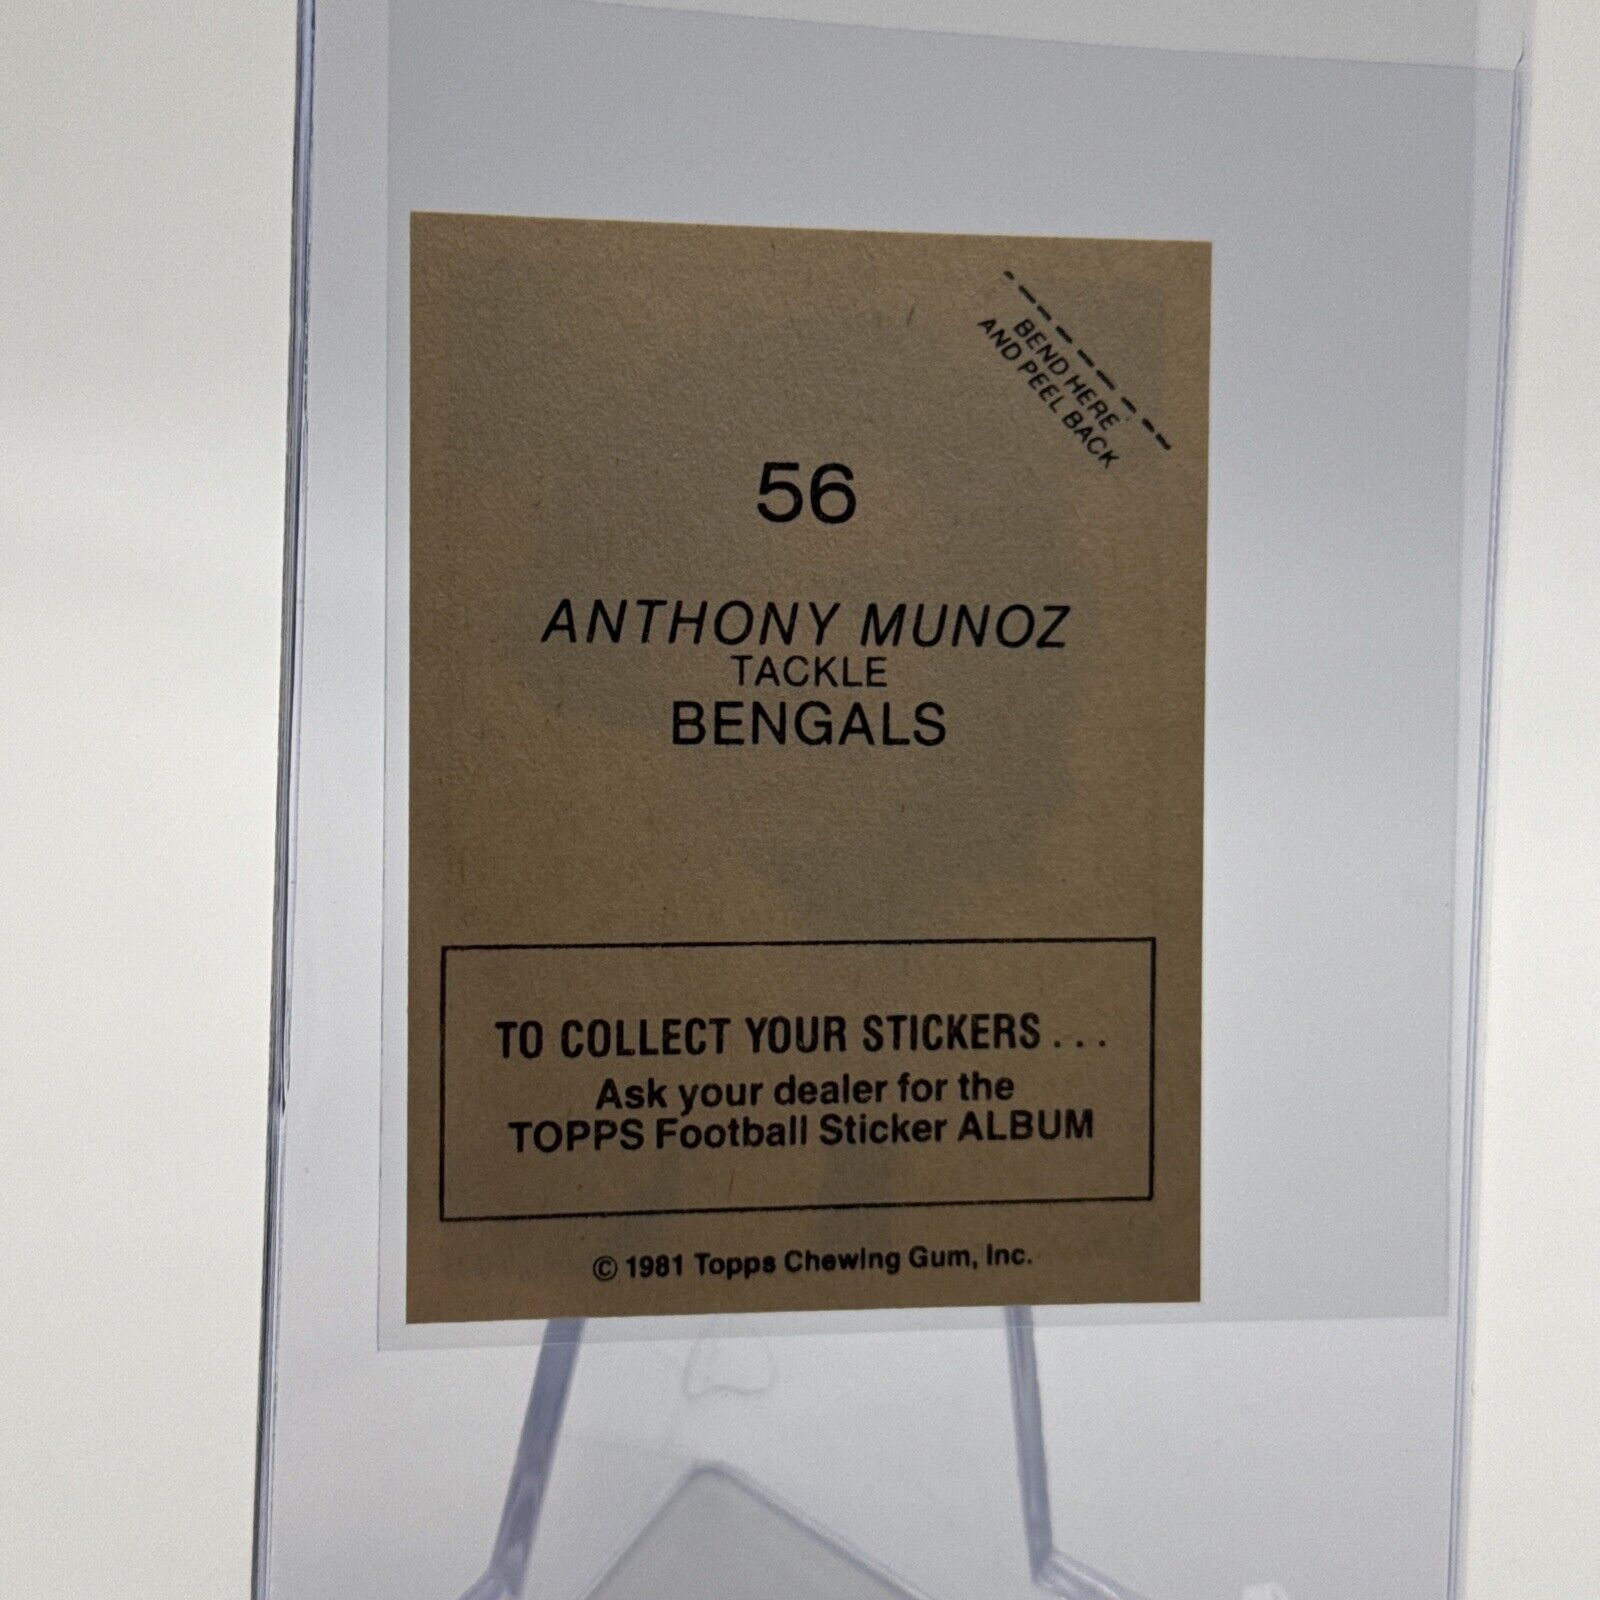 BEND HERE
AND PEEL BACK
56
ANTHONY MUNOZ
TACKLE
BENGALS
TO COLLECT YOUR STICKERS...
Ask your dealer for the
TOPPS Football Sticker ALBUM
© 1981 Topps Chewing Gum, Inc.